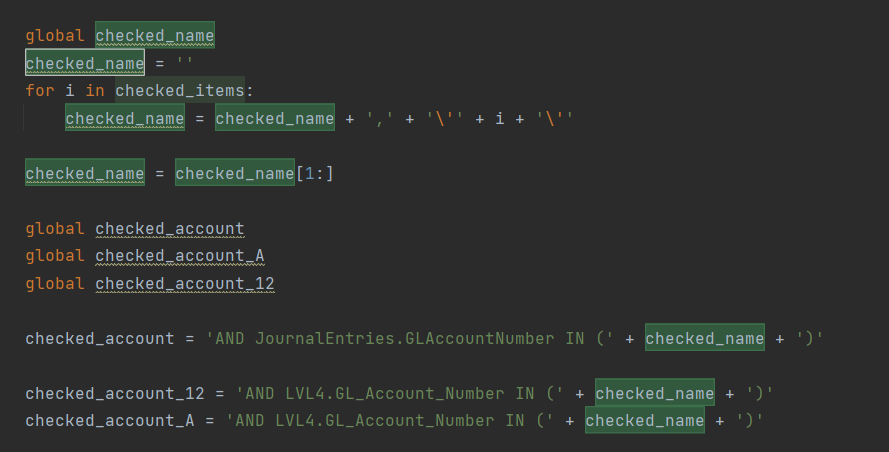 global checked_name
checked_name = ''
for i in checked_items:
    checked_name = checked_name + ',' + '\'' + i + '\''
checked_name = checked_name[1:]
global checked_account
global checked_account_A
global checked_account_12
checked_account = 'AND JournalEntries.GLAccountNumber IN (' + checked_name + ')'
checked_account_12 = 'AND LVL4.GL_Account_Number IN (' + checked_name + ')'
checked_account_A = 'AND LVL4.GL_Account_Number IN (' + checked_name + ')'